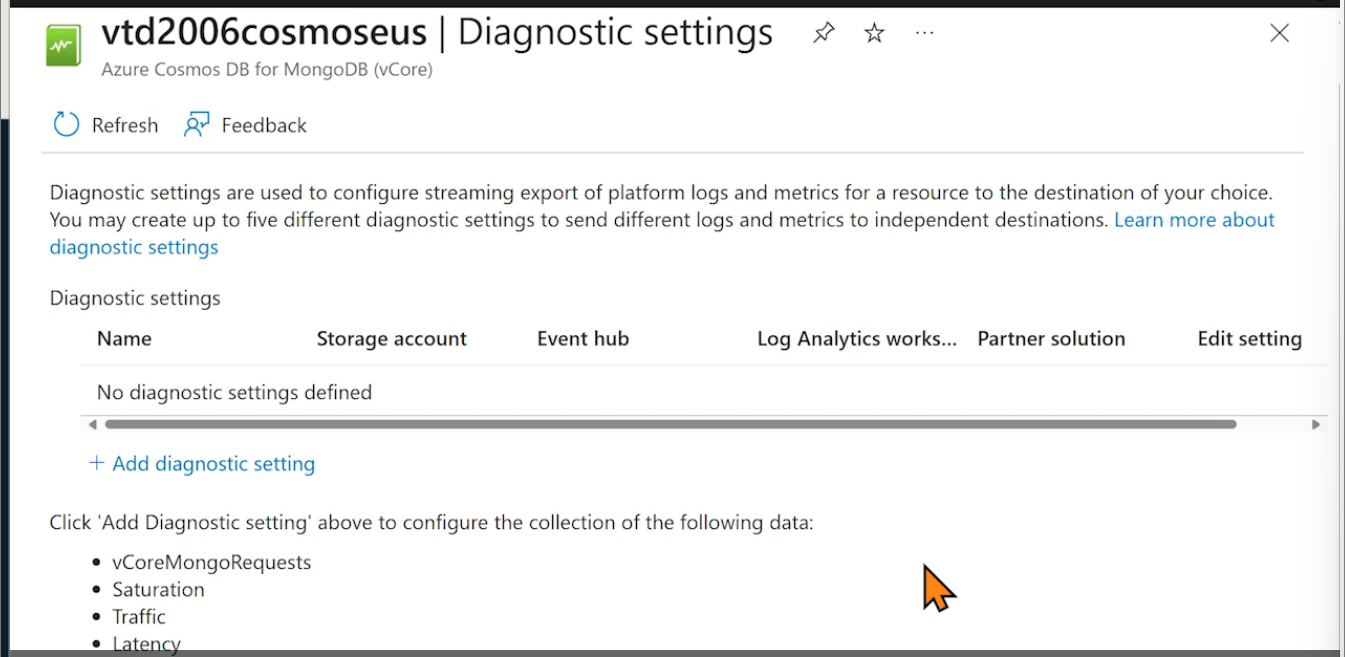 vtd2006cosmoseus | Diagnostic settings
Azure Cosmos DB for MongoDB (vCore)
Refresh Feedback
Diagnostic settings are used to configure streaming export of platform logs and metrics for a resource to the destination of your choice.
You may create up to five different diagnostic settings to send different logs and metrics to independent destinations. Learn more about
diagnostic settings
Diagnostic settings
Name Storage account Event hub Log Analytics works... Partner solution Edit setting
No diagnostic settings defined
+ Add diagnostic setting
Click 'Add Diagnostic setting' above to configure the collection of the following data:
• vCoreMongoRequests
• Saturation
• Traffic
• Latency